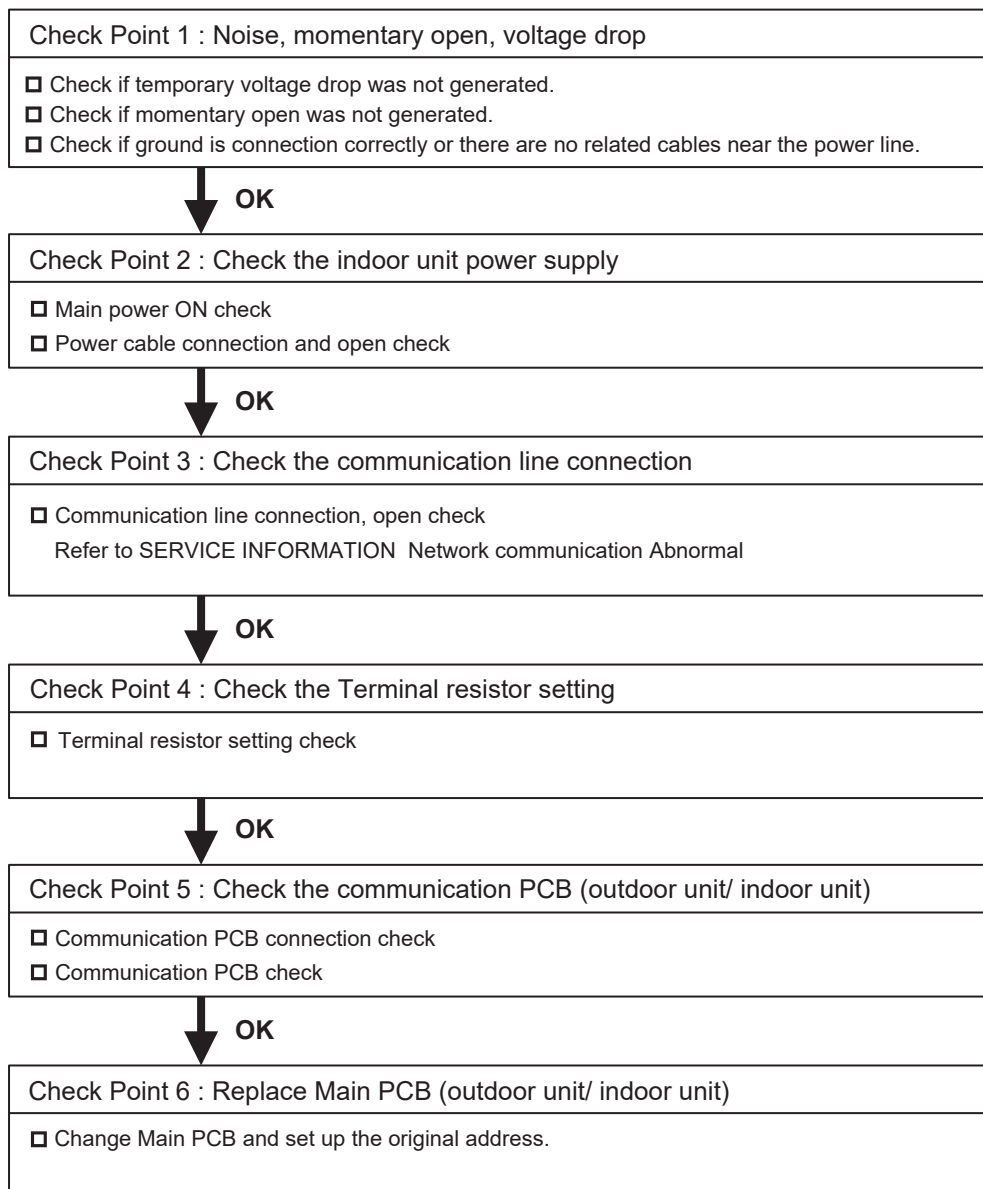 Check Point 1 : Noise, momentary open, voltage drop
Check if temporary voltage drop was not generated.
Check if momentary open was not generated.
Check if ground is connection correctly or there are no related cables near the power line.
OK
Check Point 2 : Check the indoor unit power supply
Main power ON check
Power cable connection and open check
OK
Check Point 3 : Check the communication line connection
Communication line connection, open check
Refer to SERVICE INFORMATION  Network communication Abnormal
OK
Check Point 4 : Check the Terminal resistor setting
Terminal resistor setting check
OK
Check Point 5 : Check the communication PCB (outdoor unit/ indoor unit)
Communication PCB connection check
Communication PCB check
OK
Check Point 6 : Replace Main PCB (outdoor unit/ indoor unit)
Change Main PCB and set up the original address.